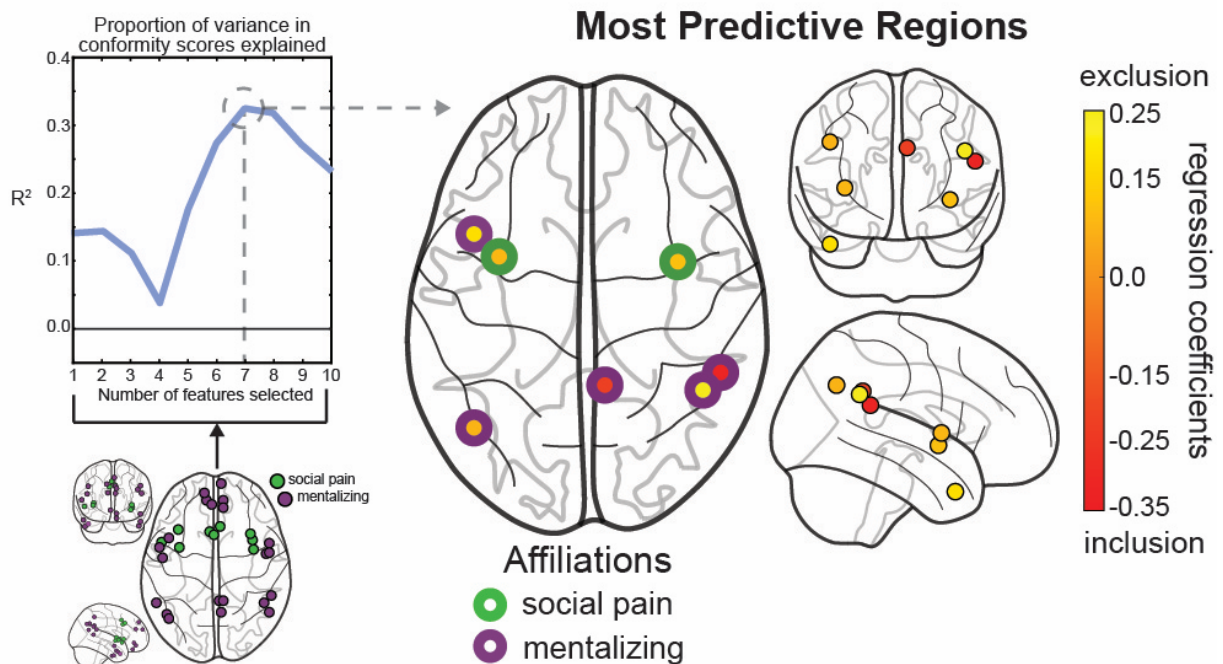 Proportion of variance in
conformity scores explained
0.4
0.3
R² 0.2
0.1
0.0
1 2 3 4 5 6 7 8 9 10
Number of features selected
social pain
mentalizing
Most Predictive Regions
Affiliations
social pain
mentalizing
exclusion
0.25
0.15
0.0
-0.15
-0.25
-0.35
inclusion
regression coefficients